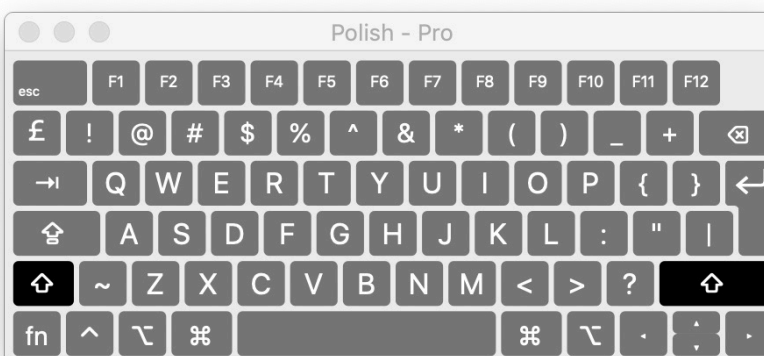 Polish - Pro
esc F1 F2 F3 F4 F5 F6 F7 F8 F9 F10 F11 F12
£ ! @ # $ % ^ & * ( ) _ +
Q W E R T Y U I O P { }
A S D F G H J K L : " |
~ Z X C V B N M < > ?
fn ^ ⌥ ⌘ ⌘ ⌥